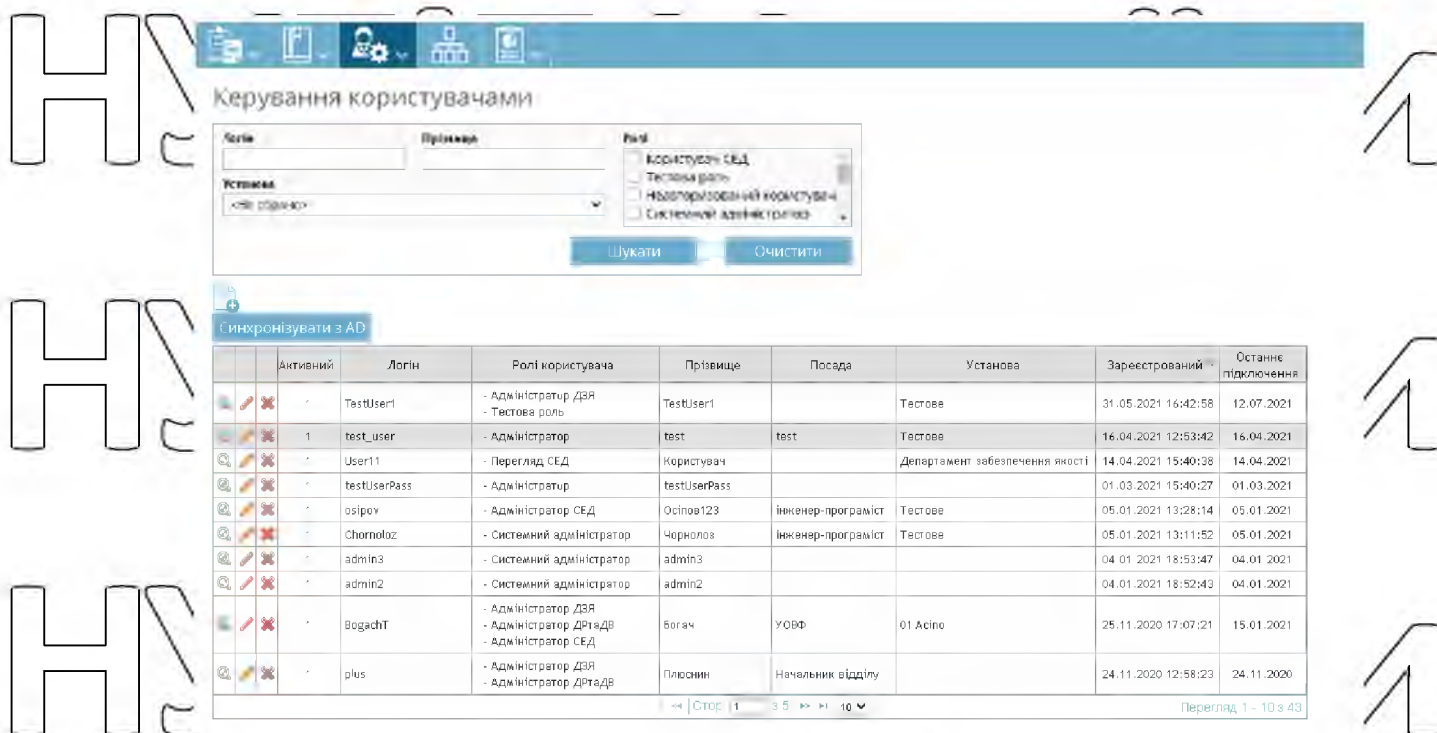 Керування користувачами
Логін Прізвище Ролі
Користувач СЕД
Тестова роль
Установа
Неавторизований користувач
<Не обрано>
Системний адміністратор
Шукати Очистити
Синхронізувати з AD
Активний Логін Ролі користувача Прізвище Посада Установа Зареєстрований Останнє підключення
1 TestUser1 - Адміністратор ДЗЯ TestUser1 Тестове 31.05.2021 16:42:58 12.07.2021
- Тестова роль
1 test_user - Адміністратор test test Тестове 16.04.2021 12:53:42 16.04.2021
1 User11 - Перегляд СЕД Користувач Департамент забезпечення якості 14.04.2021 15:40:38 14.04.2021
1 testUserPass - Адміністратор testUserPass 01.03.2021 15:40:27 01.03.2021
1 osipov - Адміністратор СЕД Осіпов123 інженер-програміст Тестове 05.01.2021 13:28:14 05.01.2021
1 Chornoloz - Системний адміністратор Чорнолоз інженер-програміст Тестове 05.01.2021 13:11:52 05.01.2021
1 admin3 - Системний адміністратор admin3 04.01.2021 18:53:47 04.01.2021
1 admin2 - Системний адміністратор admin2 04.01.2021 18:52:43 04.01.2021
- Адміністратор ДЗЯ
1 BogachT - Адміністратор ДРтаДВ Богач УОВФ 01 Acino 25.11.2020 17:07:21 15.01.2021
- Адміністратор СЕД
1 plus - Адміністратор ДЗЯ Плюснин Начальник відділу 24.11.2020 12:58:23 24.11.2020
- Адміністратор ДРтаДВ
Стор. 1 з 5 10 Перегляд 1 - 10 з 43